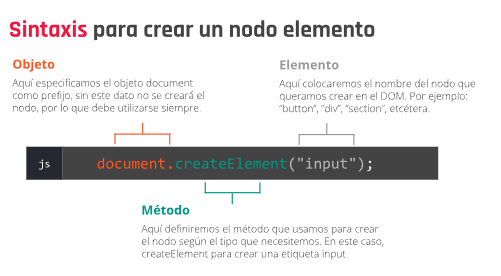 Sintaxis para crear un nodo elemento
Objeto
Aquí especificamos el objeto document
como prefijo, sin este dato no se creará el
nodo, por lo que debe utilizarse siempre.
Elemento
Aquí colocaremos el nombre del nodo que
queramos crear en el DOM. Por ejemplo:
“button”, “div”, “section”, etcétera.
js
document.createElement("input");
Método
Aquí definiremos el método que usamos para crear
el nodo según el tipo que necesitemos. En este caso,
createElement para crear una etiqueta input.